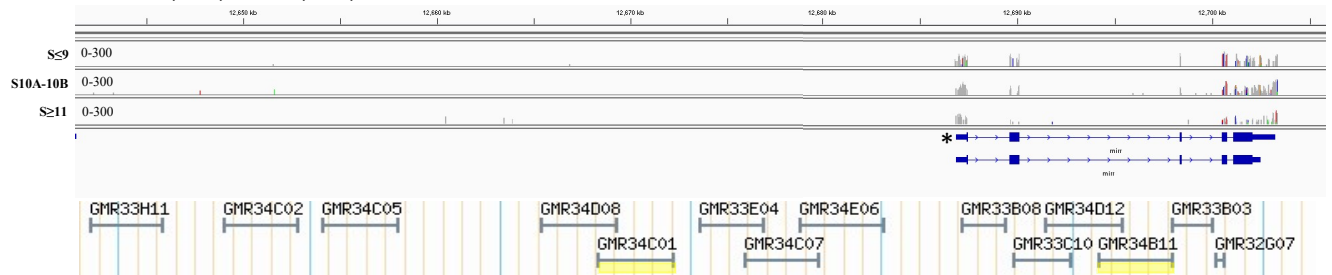 12,650 kb 12,660 kb 12,670 kb 12,680 kb 12,690 kb 12,700 kb
S≤9 0-300
S10A-10B 0-300
S≥11 0-300
*
mirr
mirr
GMR33H11 GMR34C02 GMR34C05 GMR34D08 GMR33E04 GMR34E06 GMR33B08 GMR34D12 GMR33B03
GMR34C01 GMR34C07 GMR33C10 GMR34B11 GMR32G07